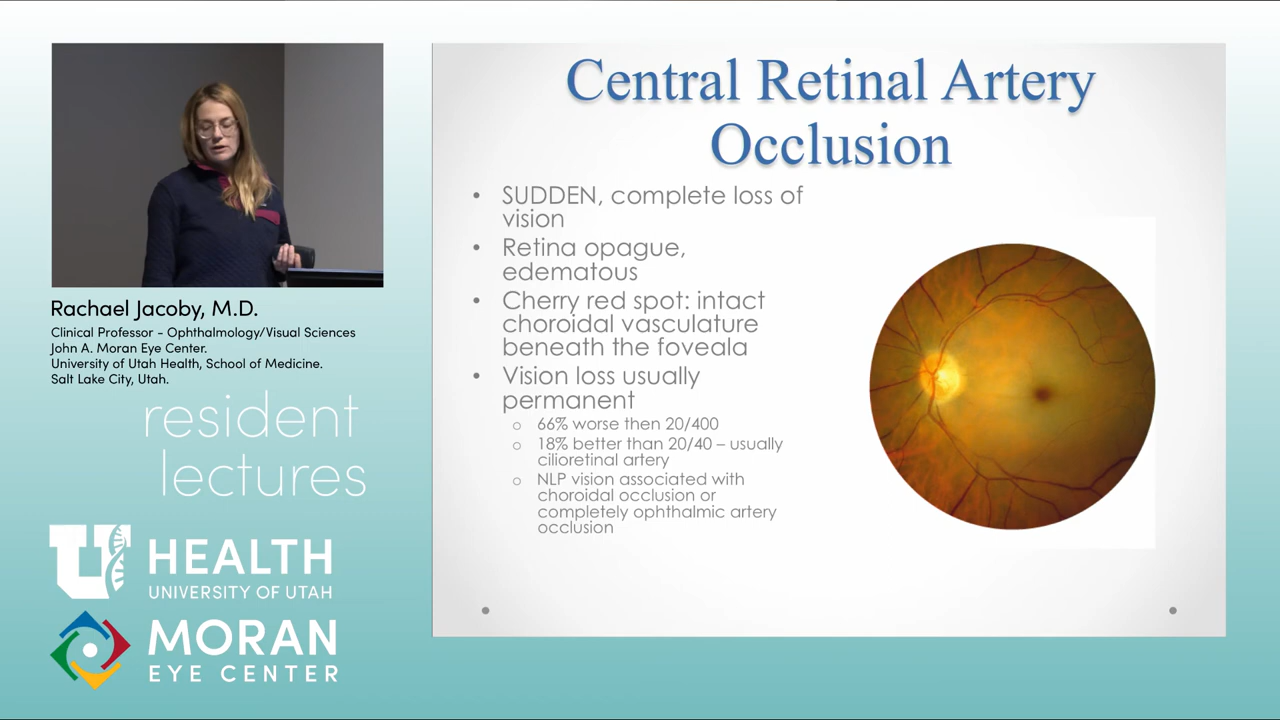 Central Retinal Artery
Occlusion
• SUDDEN, complete loss of
vision
• Retina opague,
edematous
• Cherry red spot: intact
choroidal vasculature
beneath the foveala
• Vision loss usually
permanent
o 66% worse then 20/400
o 18% better than 20/40 – usually
cilioretinal artery
o NLP vision associated with
choroidal occlusion or
completely ophthalmic artery
occlusion
Rachael Jacoby, M.D.
Clinical Professor - Ophthalmology/Visual Sciences
John A. Moran Eye Center.
University of Utah Health, School of Medicine.
Salt Lake City, Utah.
resident
lectures
U HEALTH
UNIVERSITY OF UTAH
MORAN
EYE CENTER